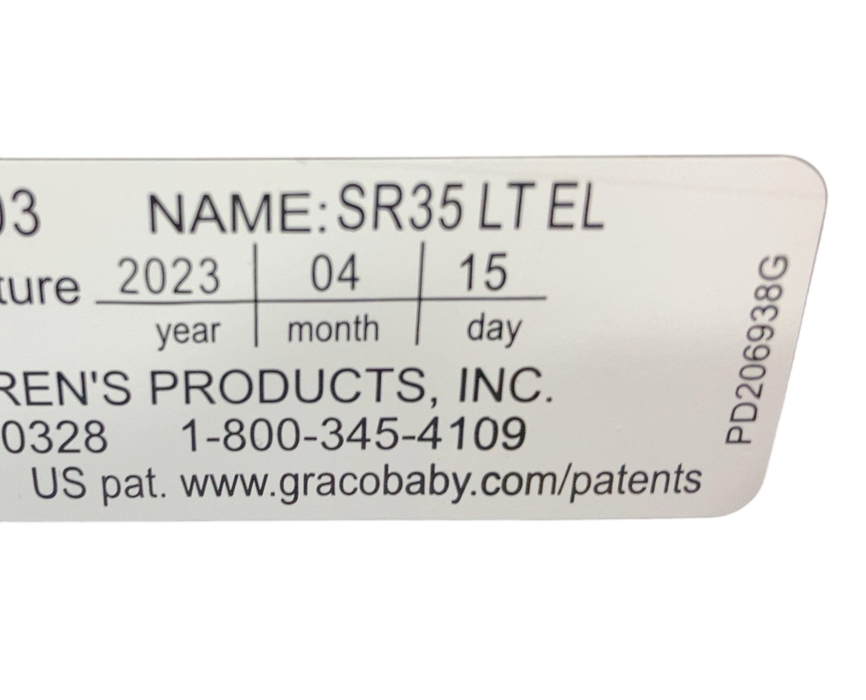 03 NAME: SR35 LT EL
ture 2023 04 15
year month day
REN'S PRODUCTS, INC.
0328 1-800-345-4109
US pat. www.gracobaby.com/patents
PD206938G